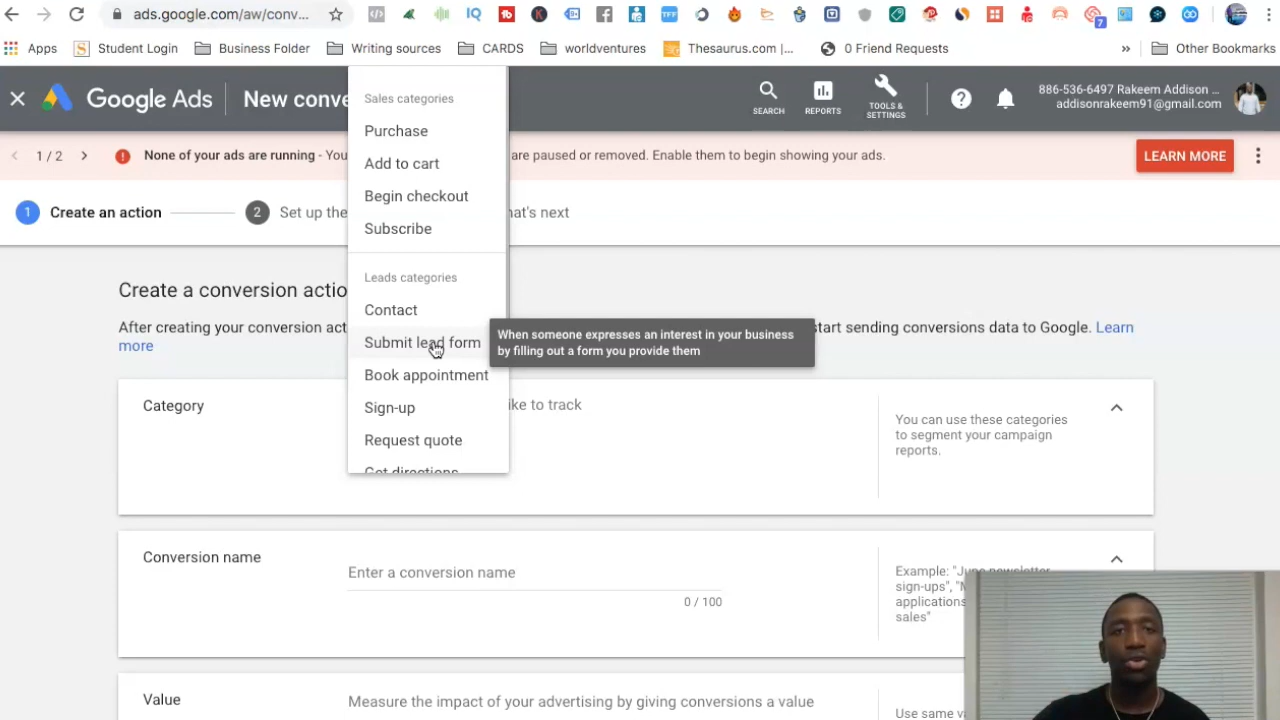 ads.google.com/aw/conv...
7
Apps
Student Login
Business Folder
Writing sources
CARDS
worldventures
Thesaurus.com |...
0 Friend Requests
»
Other Bookmarks
Google Ads
New conve
SEARCH
REPORTS
TOOLS &
SETTINGS
886-536-6497 Rakeem Addison ...
addisonrakeem91@gmail.com
1 / 2
None of your ads are running - You
are paused or removed. Enable them to begin showing your ads.
LEARN MORE
1 Create an action
2 Set up the
hat's next
Sales categories
Purchase
Add to cart
Begin checkout
Subscribe
Leads categories
Contact
Submit lead form
Book appointment
Sign-up
Request quote
Get directions
When someone expresses an interest in your business
by filling out a form you provide them
Create a conversion actio
After creating your conversion act
start sending conversions data to Google. Learn
more
Category
ike to track
You can use these categories
to segment your campaign
reports.
Conversion name
Enter a conversion name
0 / 100
Example: "June newsletter
sign-ups", "M
applications
sales"
Value
Measure the impact of your advertising by giving conversions a value
Use same va